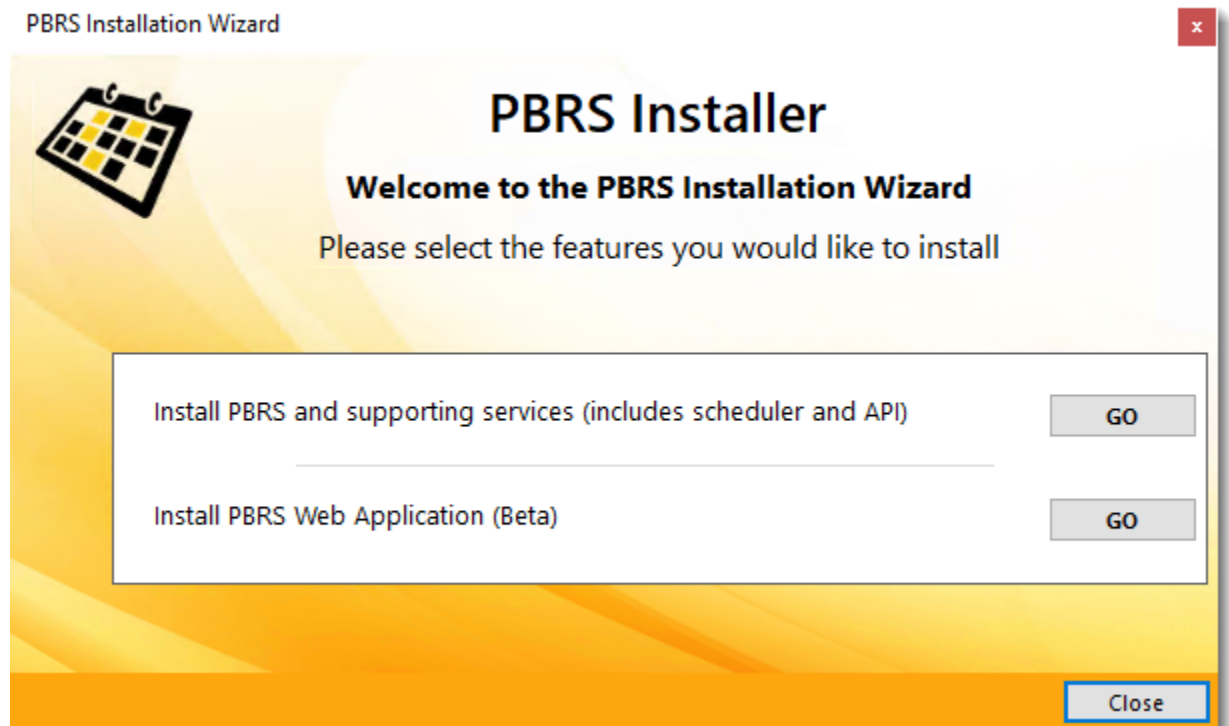 PBRS Installation Wizard
x
PBRS Installer
Welcome to the PBRS Installation Wizard
Please select the features you would like to install
Install PBRS and supporting services (includes scheduler and API)
GO
Install PBRS Web Application (Beta)
GO
Close